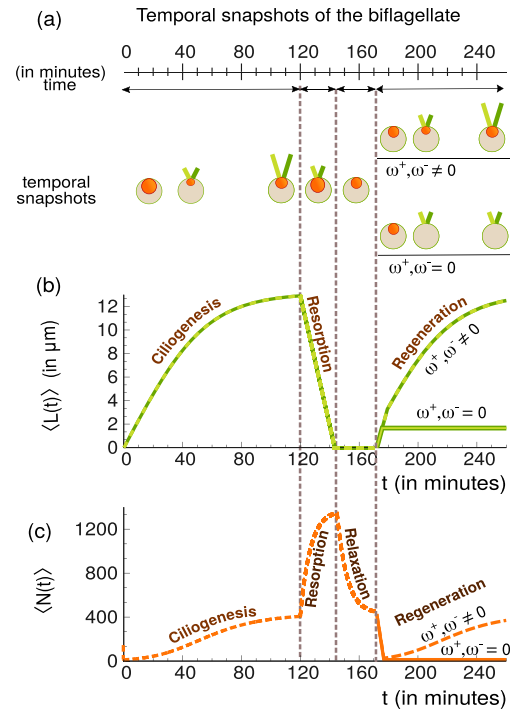 (a) Temporal snapshots of the biflagellate
0 40 80 120 160 200 240
(in minutes)
time
temporal
snapshots
ω⁺,ω⁻ ≠ 0
ω⁺,ω⁻ = 0
(b)
⟨L(t)⟩ (in μm)
12
10
8
6
4
2
0
Ciliogenesis
Resorption
Regeneration
ω⁺,ω⁻ ≠ 0
ω⁺,ω⁻ = 0
0 40 80 120 160 200 240
t (in minutes)
(c)
⟨N(t)⟩
1200
800
400
0
Ciliogenesis
Resorption
Relaxation
Regeneration
ω⁺,ω⁻ ≠ 0
ω⁺,ω⁻ = 0
0 40 80 120 160 200 240
t (in minutes)